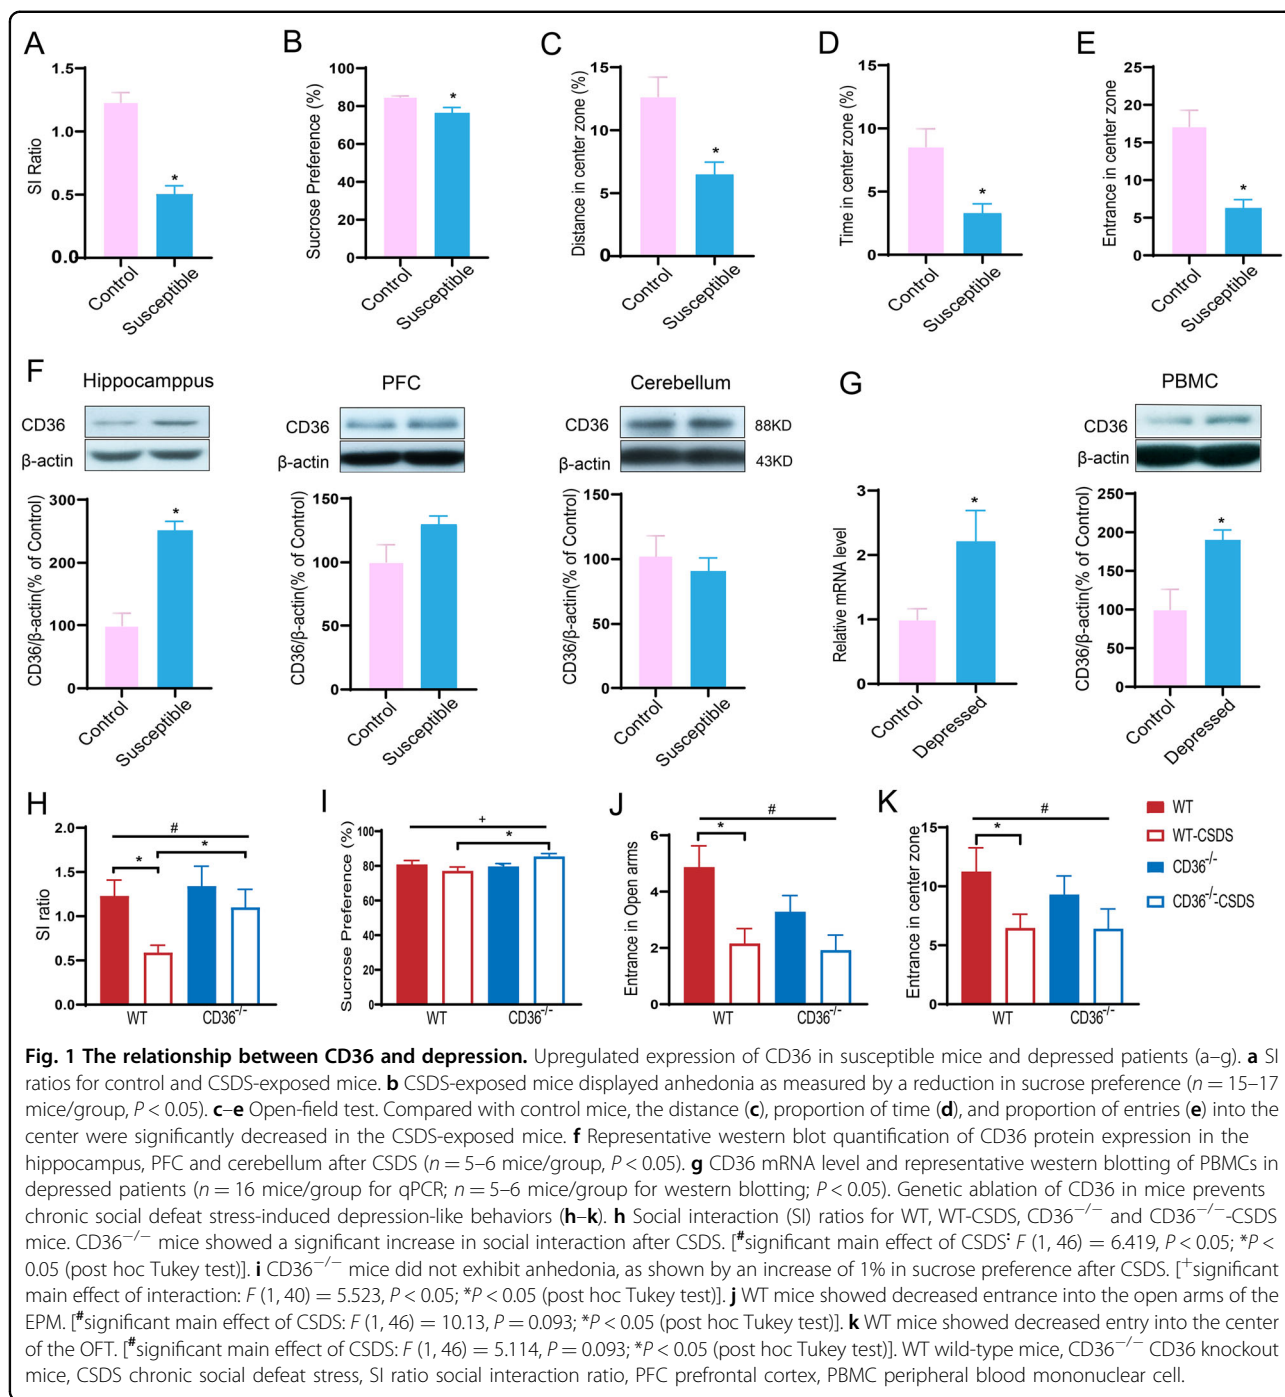 A
B
C
D
E
SI Ratio
1.5
1.0
0.5
0.0
*
Control
Susceptible
Sucrose Preference (%)
100
80
60
40
20
0
*
Control
Susceptible
Distance in center zone (%)
15
10
5
0
*
Control
Susceptible
Time in center zone (%)
15
10
5
0
*
Control
Susceptible
Entrance in center zone
25
20
15
10
5
0
*
Control
Susceptible
F
Hippocamppus
CD36
β-actin
CD36/β-actin(% of Control)
300
200
100
0
*
Control
Susceptible
PFC
CD36
β-actin
CD36/β-actin(% of Control)
150
100
50
0
Control
Susceptible
Cerebellum
CD36
88KD
β-actin
43KD
CD36/β-actin(% of Control)
150
100
50
0
Control
Susceptible
G
Relative mRNA level
3
2
1
0
*
Control
Depressed
PBMC
CD36
β-actin
CD36/β-actin(% of Control)
250
200
150
100
50
0
*
Control
Depressed
H
SI ratio
2.0
1.5
1.0
0.5
0.0
#
* *
WT CD36-/-
I
Sucrose Preference (%)
100
80
60
40
20
0
+
*
WT CD36-/-
J
Entrance in Open arms
6
4
2
0
#
*
WT CD36-/-
K
Entrance in center zone
15
10
5
0
#
*
WT CD36-/-
WT
WT-CSDS
CD36-/-
CD36-/--CSDS
Fig. 1 The relationship between CD36 and depression. Upregulated expression of CD36 in susceptible mice and depressed patients (a–g). a SI
ratios for control and CSDS-exposed mice. b CSDS-exposed mice displayed anhedonia as measured by a reduction in sucrose preference (n = 15–17
mice/group, P < 0.05). c–e Open-field test. Compared with control mice, the distance (c), proportion of time (d), and proportion of entries (e) into the
center were significantly decreased in the CSDS-exposed mice. f Representative western blot quantification of CD36 protein expression in the
hippocampus, PFC and cerebellum after CSDS (n = 5–6 mice/group, P < 0.05). g CD36 mRNA level and representative western blotting of PBMCs in
depressed patients (n = 16 mice/group for qPCR; n = 5–6 mice/group for western blotting; P < 0.05). Genetic ablation of CD36 in mice prevents
chronic social defeat stress-induced depression-like behaviors (h–k). h Social interaction (SI) ratios for WT, WT-CSDS, CD36−/− and CD36−/−-CSDS
mice. CD36−/− mice showed a significant increase in social interaction after CSDS. [#significant main effect of CSDS: F (1, 46) = 6.419, P < 0.05; *P <
0.05 (post hoc Tukey test)]. i CD36−/− mice did not exhibit anhedonia, as shown by an increase of 1% in sucrose preference after CSDS. [+significant
main effect of interaction: F (1, 40) = 5.523, P < 0.05; *P < 0.05 (post hoc Tukey test)]. j WT mice showed decreased entrance into the open arms of the
EPM. [#significant main effect of CSDS: F (1, 46) = 10.13, P = 0.093; *P < 0.05 (post hoc Tukey test)]. k WT mice showed decreased entry into the center
of the OFT. [#significant main effect of CSDS: F (1, 46) = 5.114, P = 0.093; *P < 0.05 (post hoc Tukey test)]. WT wild-type mice, CD36−/− CD36 knockout
mice, CSDS chronic social defeat stress, SI ratio social interaction ratio, PFC prefrontal cortex, PBMC peripheral blood mononuclear cell.